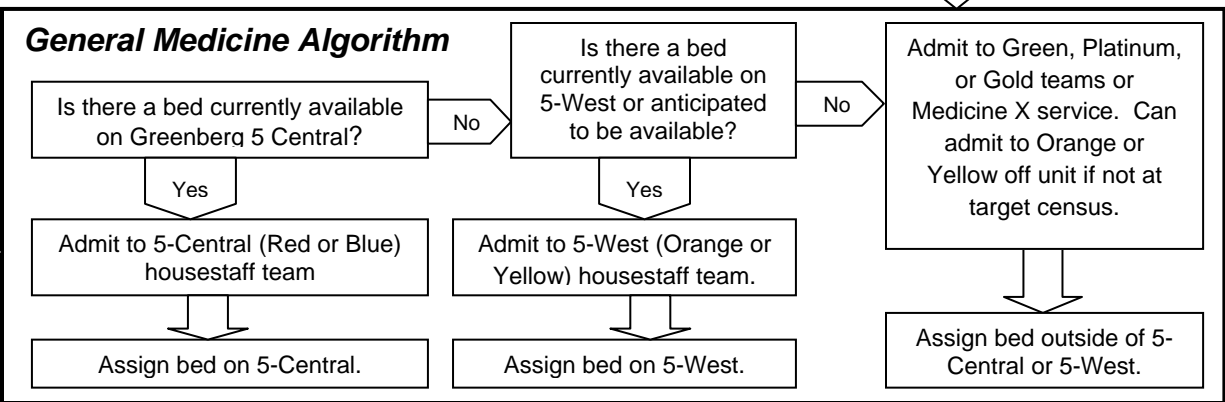 General Medicine Algorithm
Is there a bed currently available
on Greenberg 5 Central?
No
Is there a bed
currently available on
5-West or anticipated
to be available?
No
Admit to Green, Platinum,
or Gold teams or
Medicine X service. Can
admit to Orange or
Yellow off unit if not at
target census.
Yes
Yes
Admit to 5-Central (Red or Blue)
housestaff team
Admit to 5-West (Orange or
Yellow) housestaff team.
Assign bed on 5-Central.
Assign bed on 5-West.
Assign bed outside of 5-
Central or 5-West.